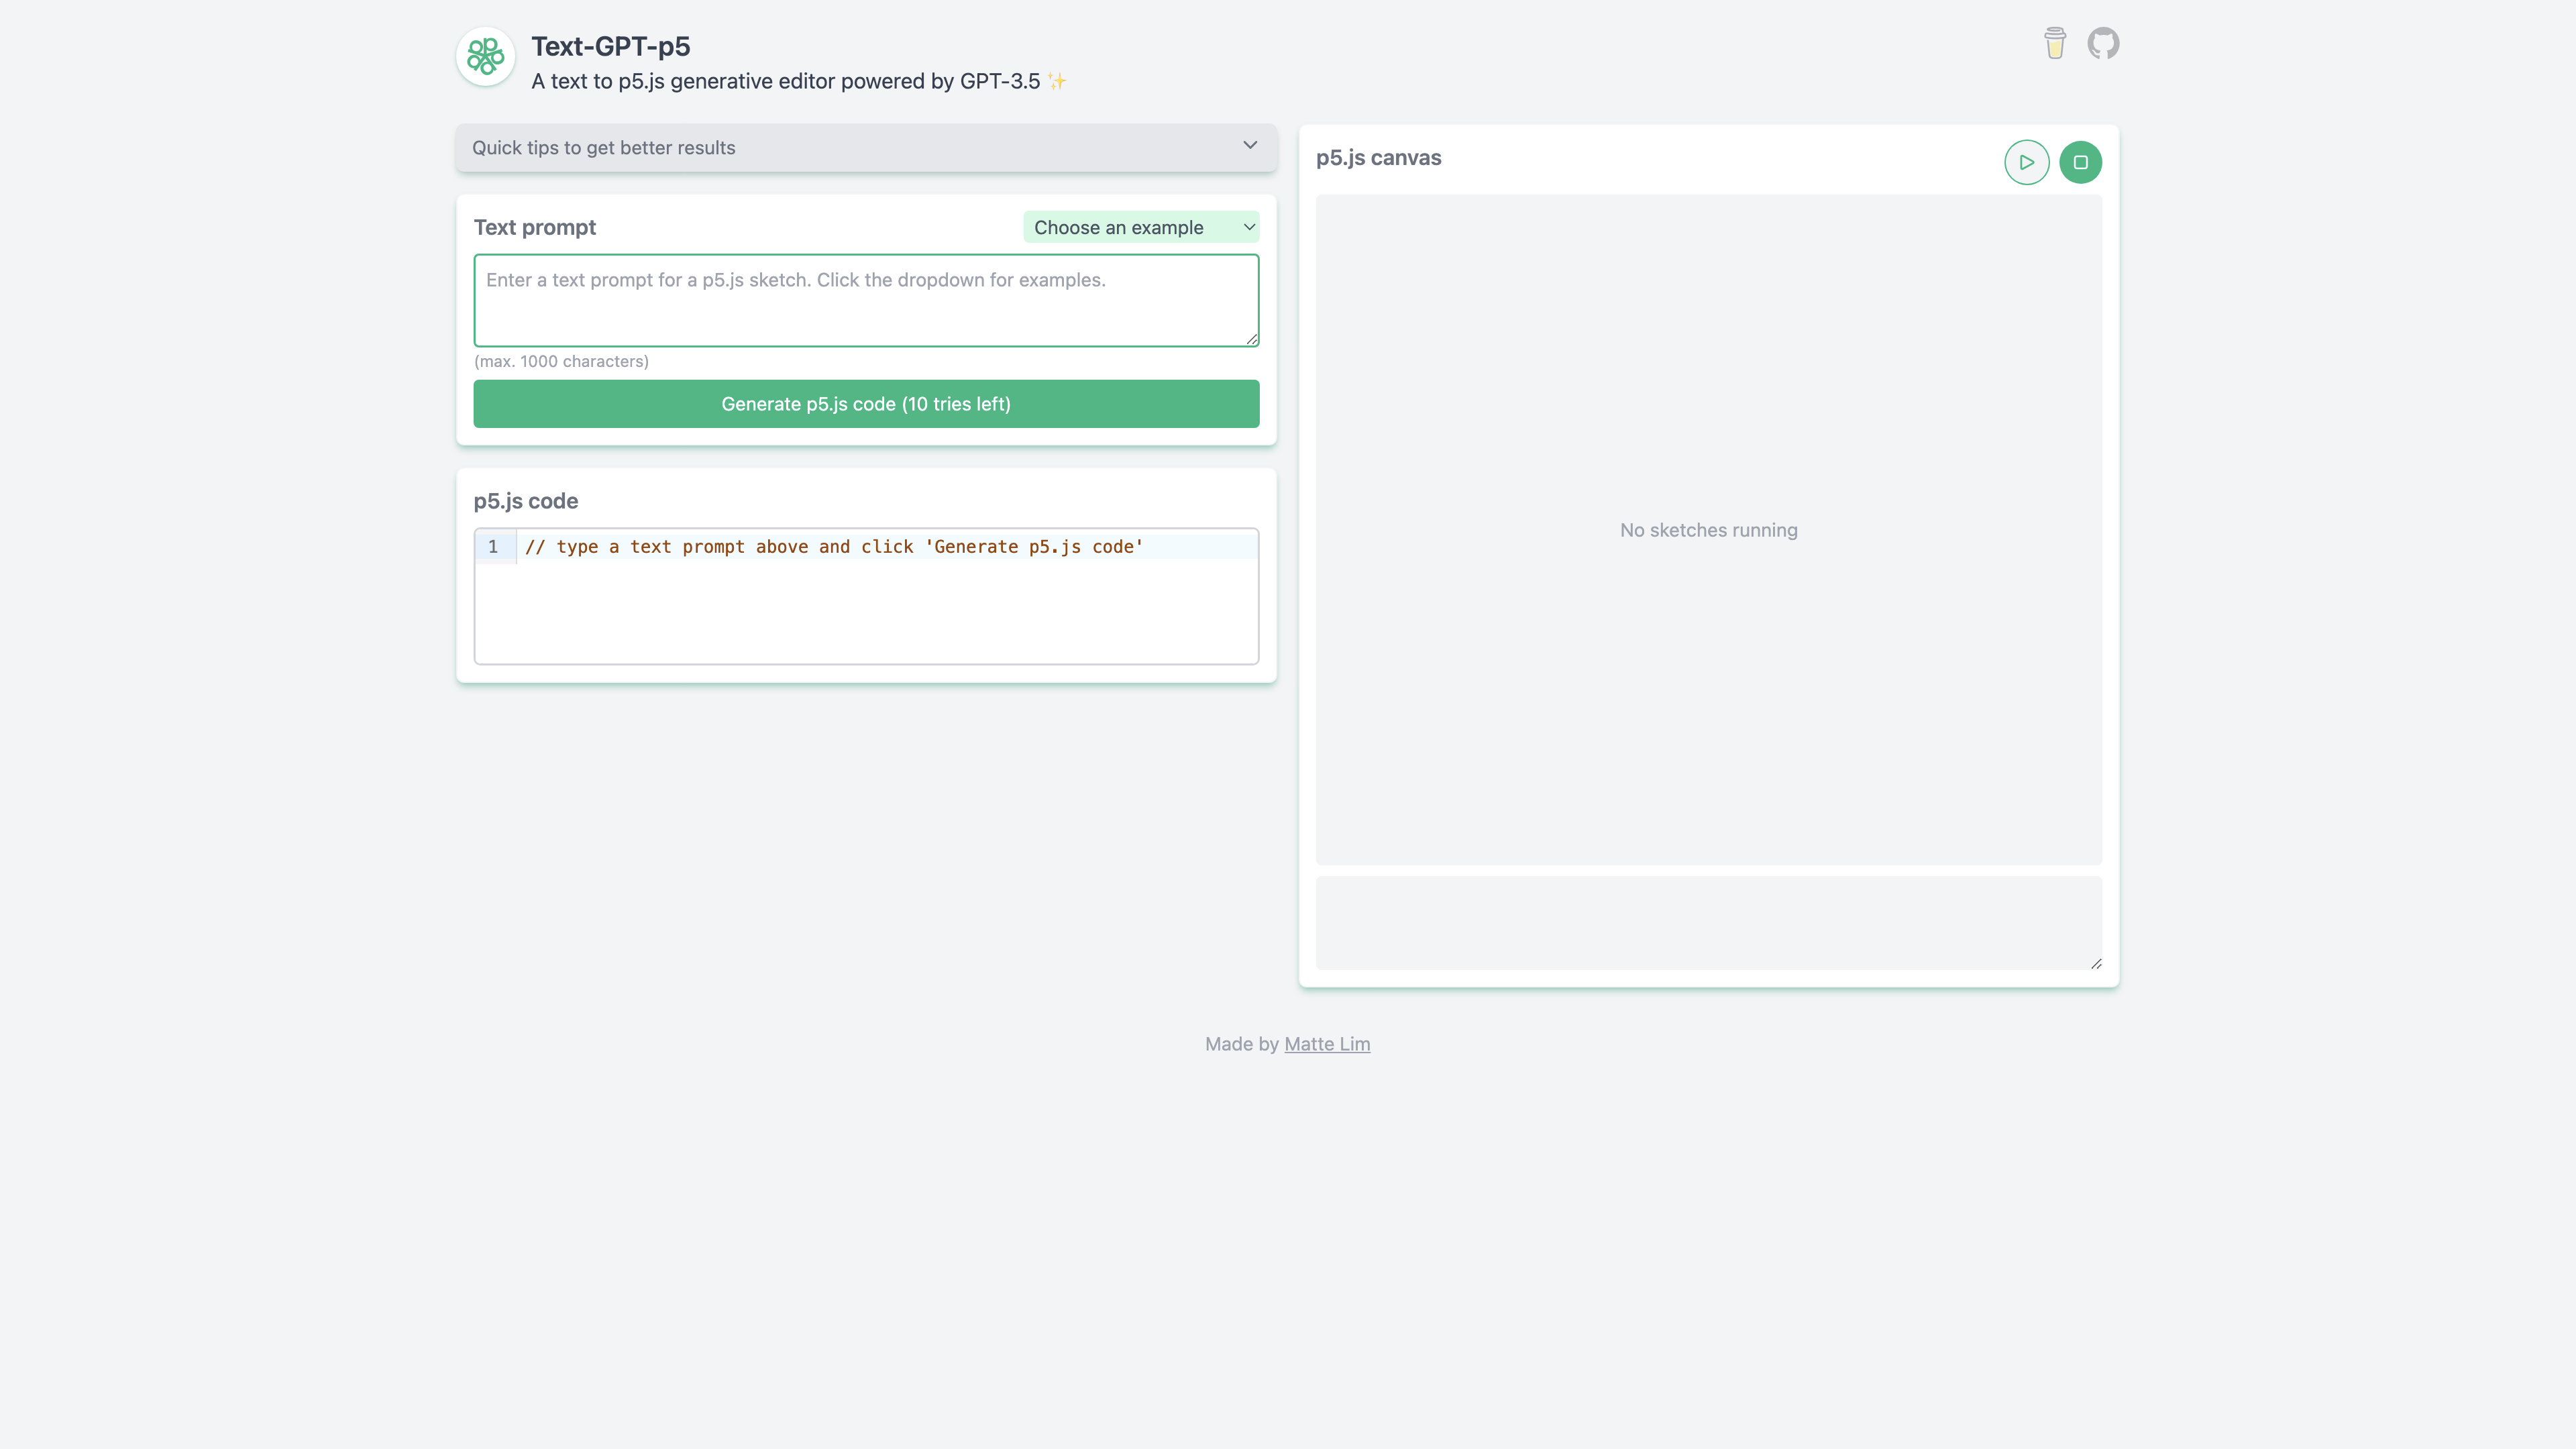 Text-GPT-p5
A text to p5.js generative editor powered by GPT-3.5 ✨
Quick tips to get better results
Text prompt
Choose an example
Enter a text prompt for a p5.js sketch. Click the dropdown for examples.
(max. 1000 characters)
Generate p5.js code (10 tries left)
p5.js code
1 // type a text prompt above and click 'Generate p5.js code'
p5.js canvas
No sketches running
Made by Matte Lim